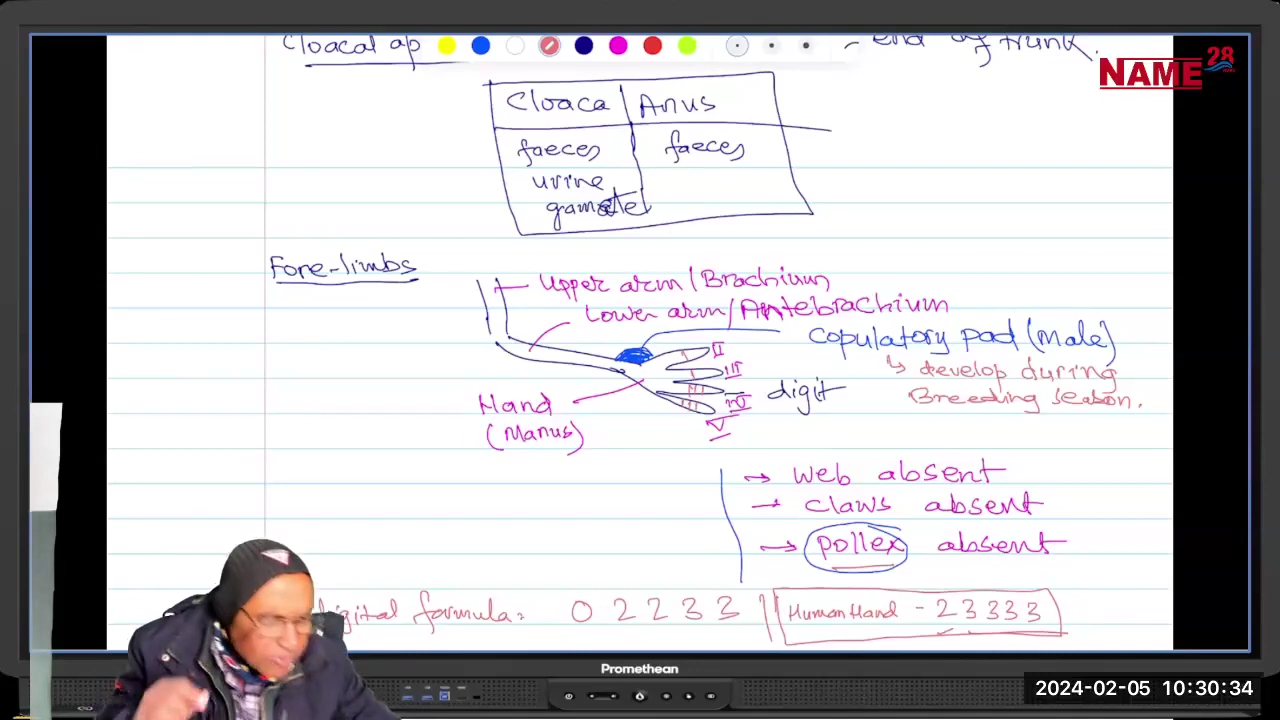 Cloacal ap
end of trunk.
NAME 28
Cloaca | Anus
faeces faeces
urine
gamete
Fore-limbs
Upper arm/Brachium
Lower arm/Antebrachium
Copulatory pad (Male)
↳ develop during
Breeding season.
II
III
IV
V
digit
Hand
(Manus)
→ web absent
→ claws absent
→ pollex absent
digital formula = 0 2 2 3 3
Human Hand - 2 3 3 3 3
Promethean
2024-02-05 10:30:34